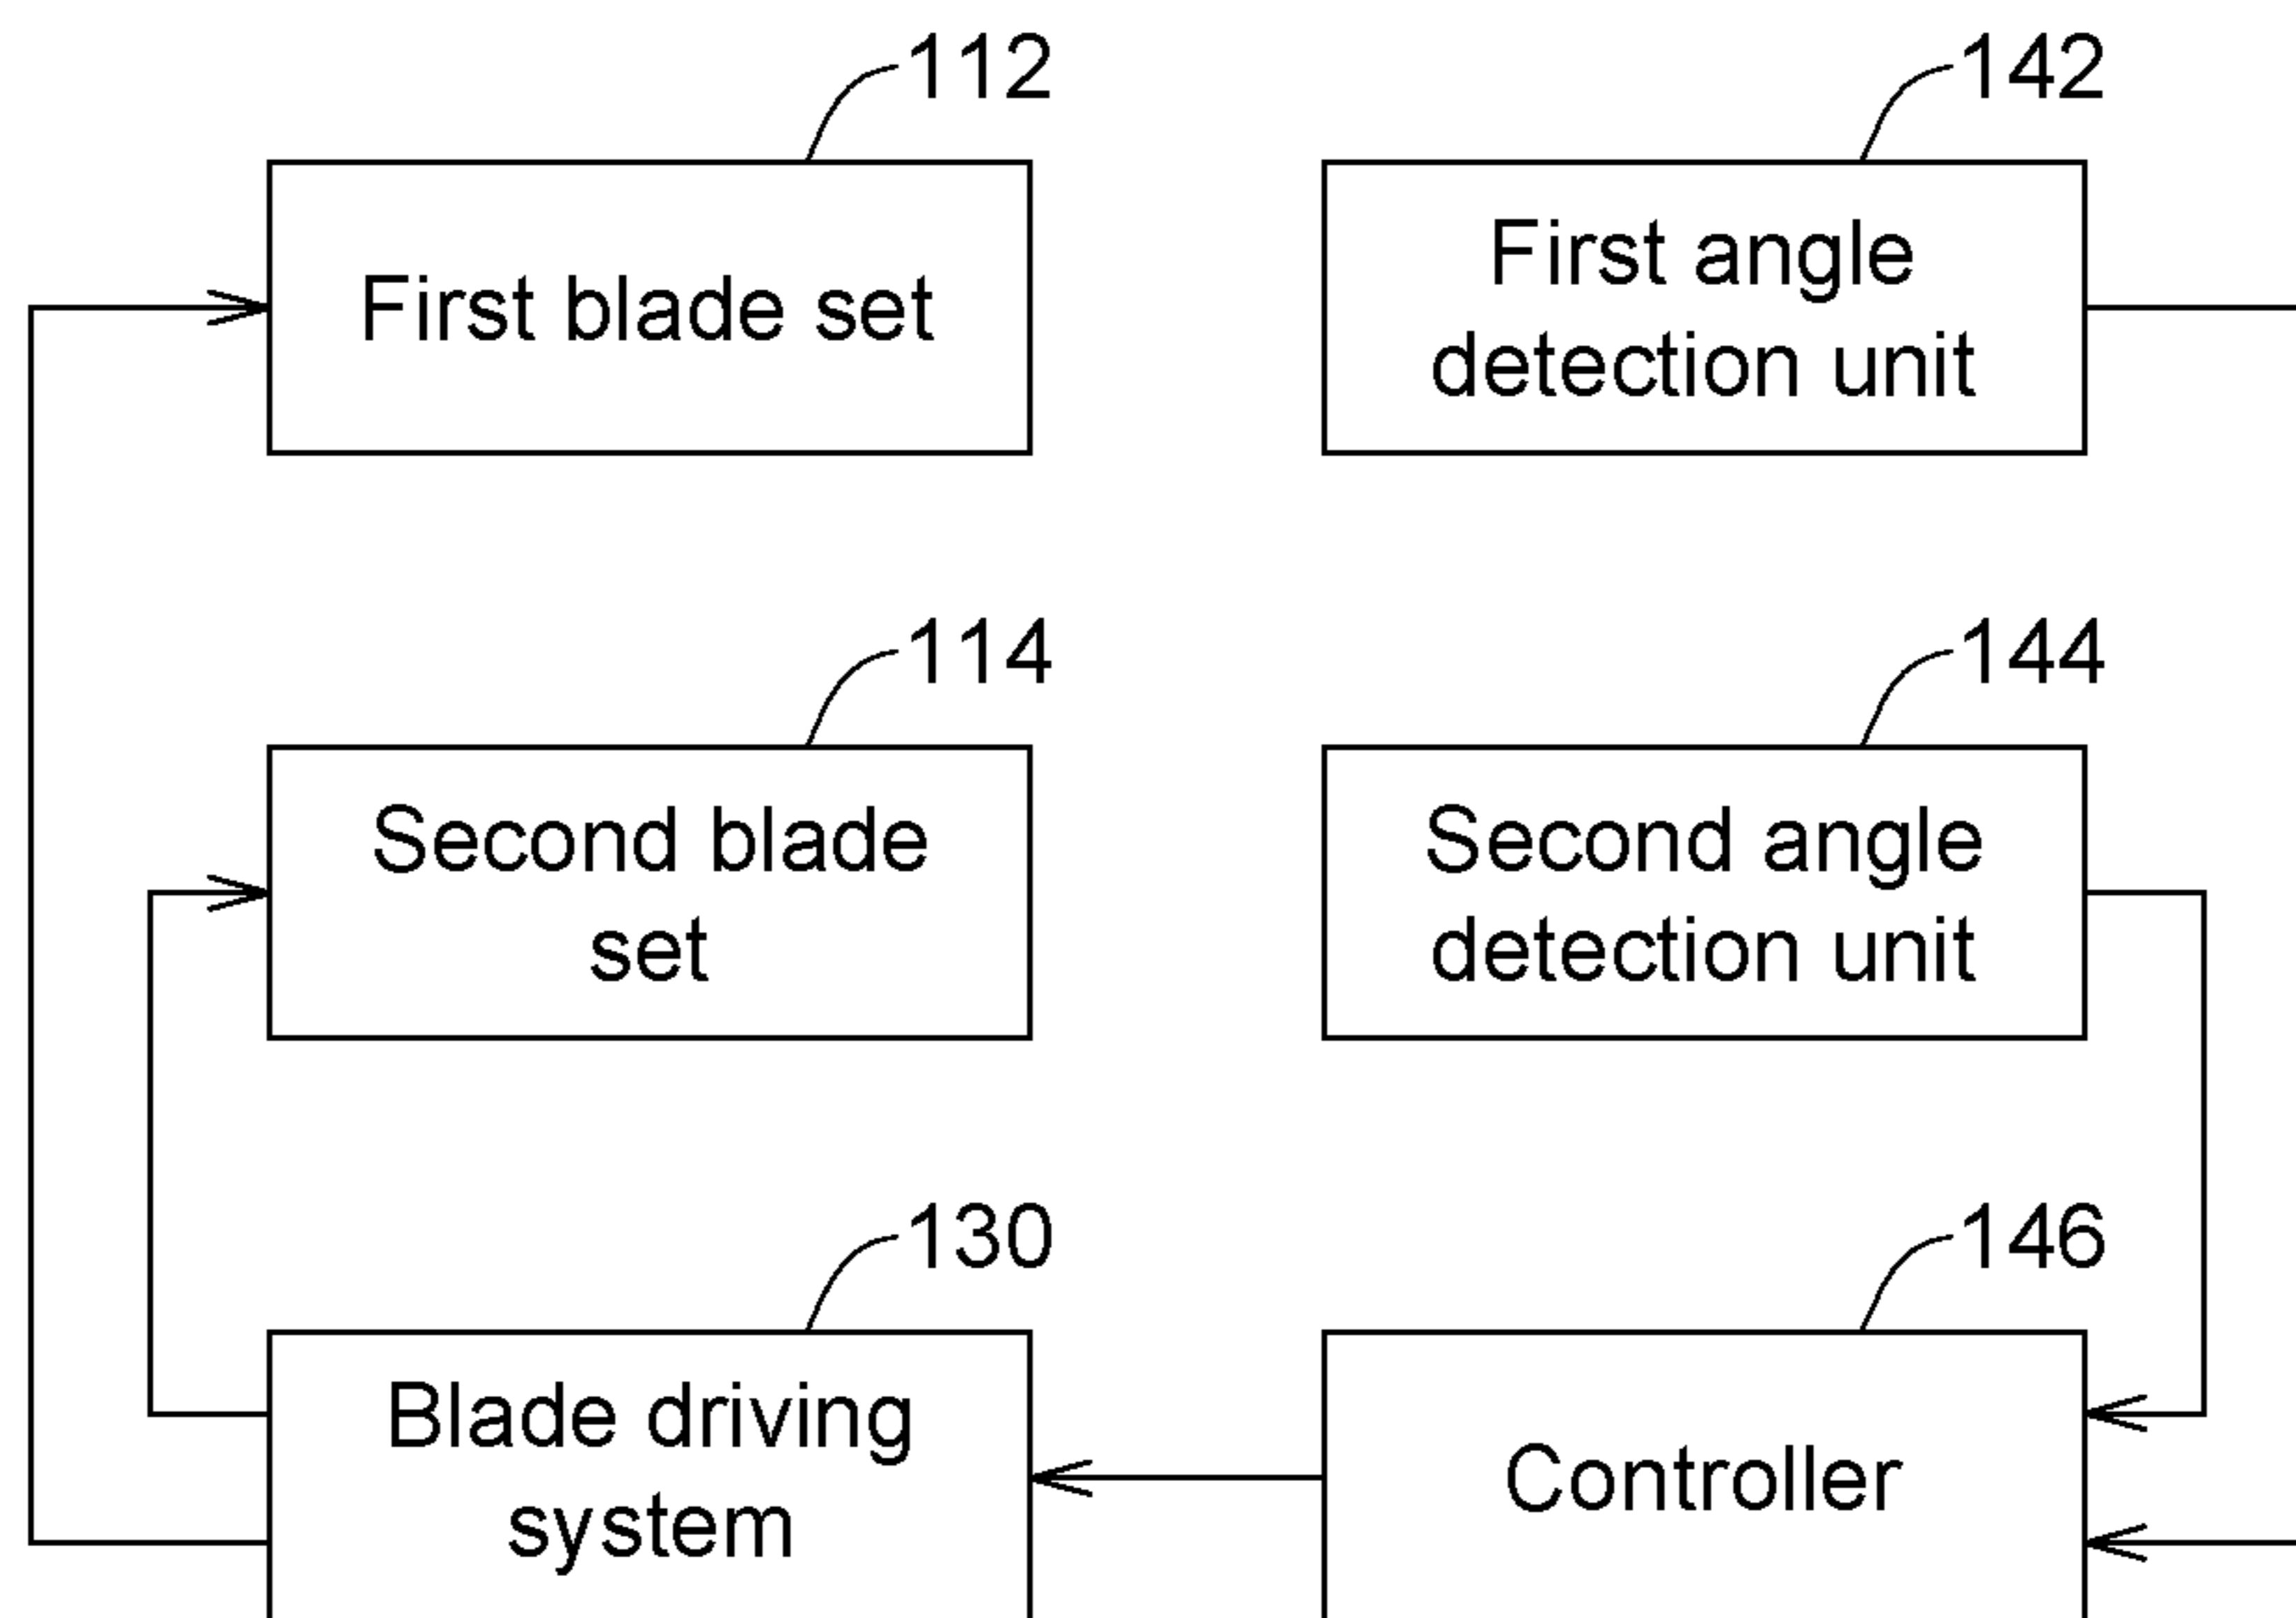 112
142
First blade set
First angle
detection unit
114
144
Second blade
set
Second angle
detection unit
130
146
Blade driving
system
Controller